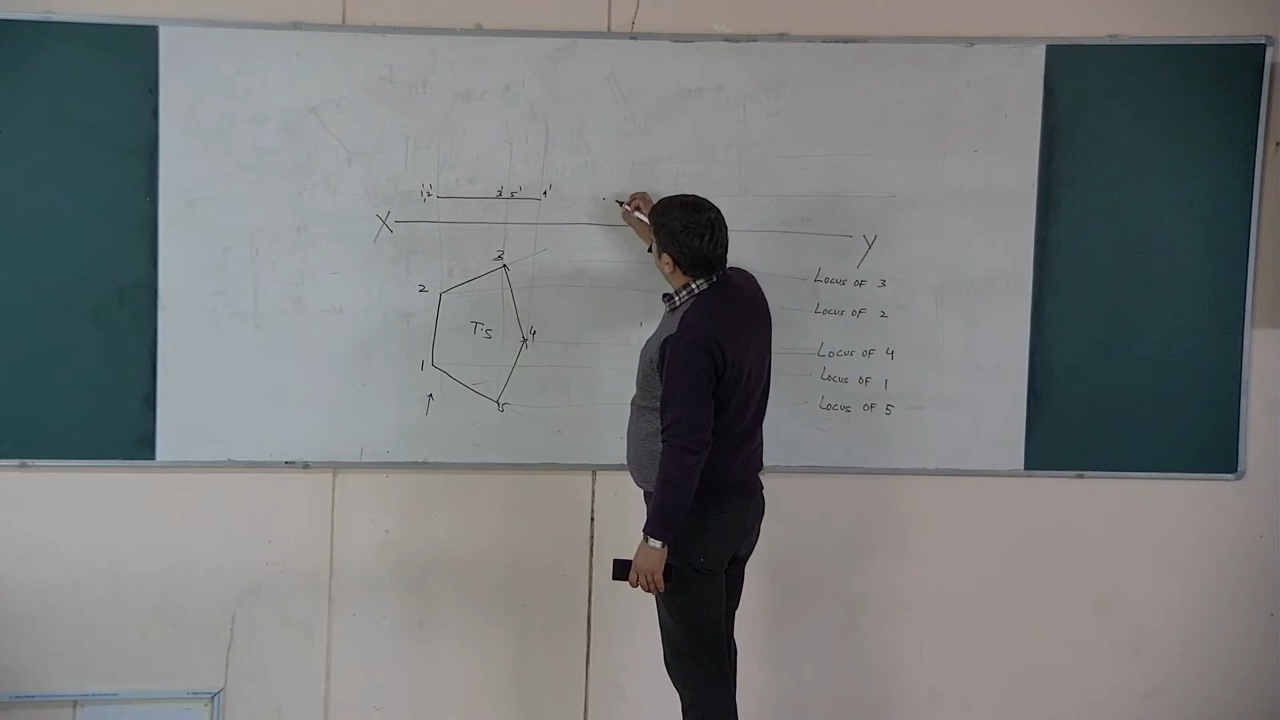 1',2' 3' 5' 4'
X Y
3
2
T.S
4
1
5
Locus OF 3
Locus OF 2
Locus OF 4
Locus OF 1
Locus OF 5